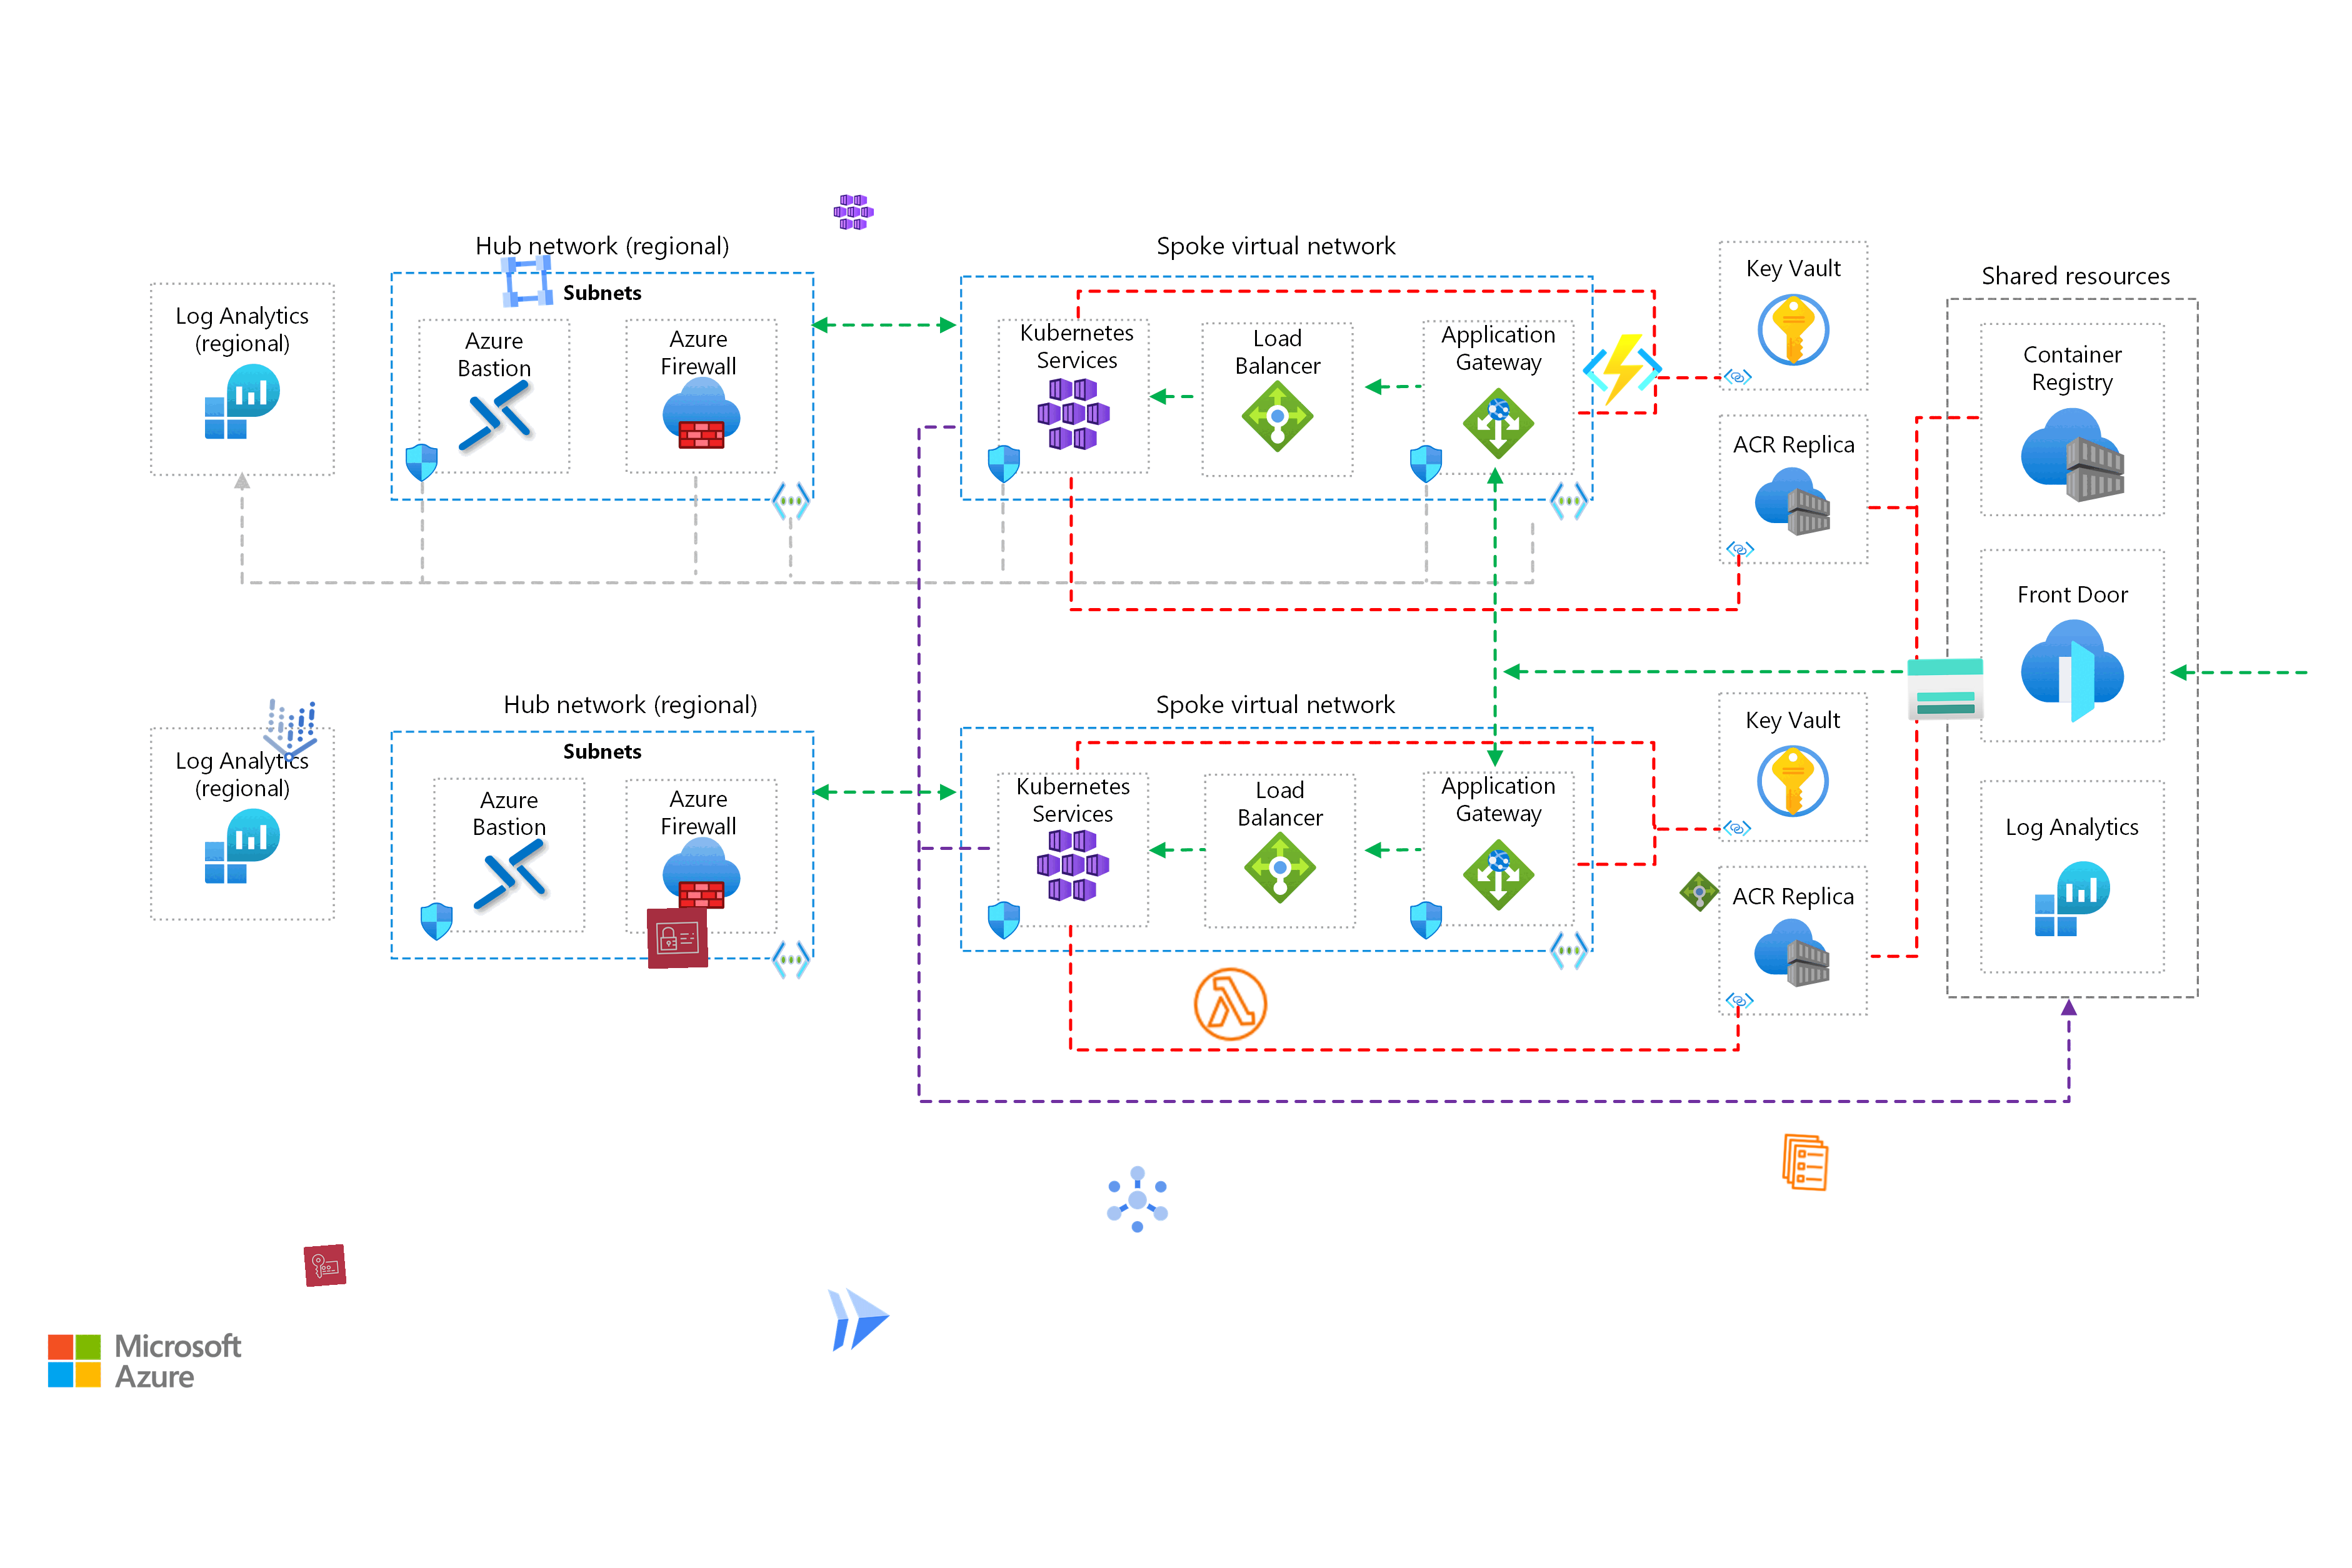 Hub network (regional)
Spoke virtual network
Shared resources
Log Analytics
(regional)
Subnets
Azure
Bastion
Azure
Firewall
Kubernetes
Services
Load
Balancer
Application
Gateway
Key Vault
ACR Replica
Container
Registry
Front Door
Log Analytics
Hub network (regional)
Spoke virtual network
Log Analytics
(regional)
Subnets
Azure
Bastion
Azure
Firewall
Kubernetes
Services
Load
Balancer
Application
Gateway
Key Vault
ACR Replica
Microsoft
Azure